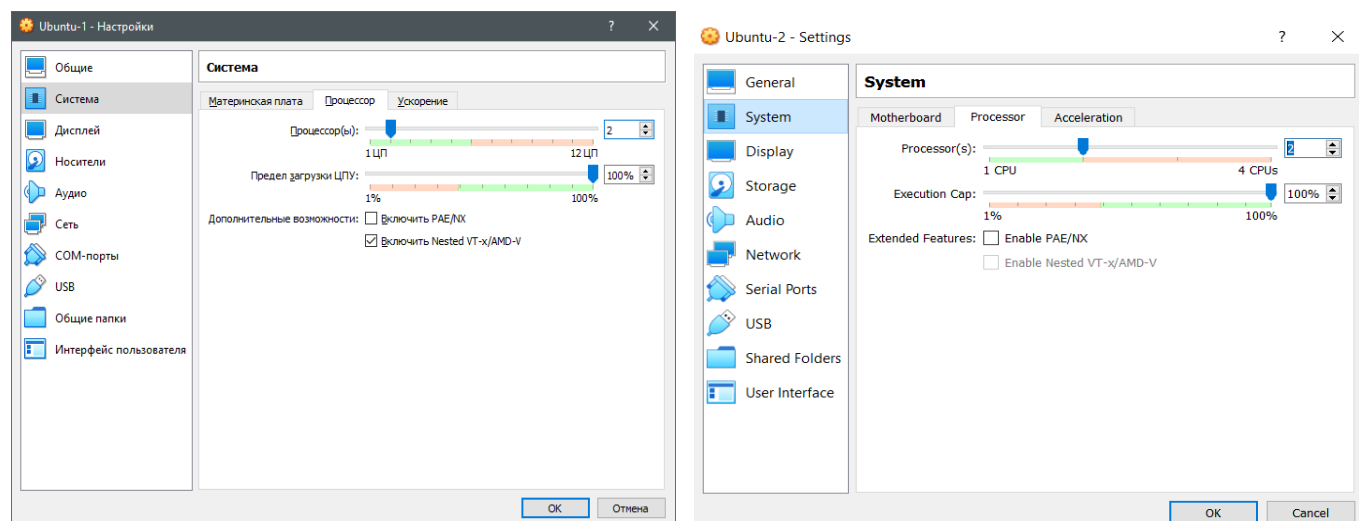 Ubuntu-1 - Настройки
?
Общие
Система
Дисплей
Носители
Аудио
Сеть
COM-порты
USB
Общие папки
Интерфейс пользователя
Система
Материнская плата Процессор Ускорение
Процессор(ы): 2
1 ЦП 12 ЦП
Предел загрузки ЦПУ: 100%
1% 100%
Дополнительные возможности: Включить PAE/NX
Включить Nested VT-x/AMD-V
OK Отмена
Ubuntu-2 - Settings
?
General
System
Display
Storage
Audio
Network
Serial Ports
USB
Shared Folders
User Interface
System
Motherboard Processor Acceleration
Processor(s): 2
1 CPU 4 CPUs
Execution Cap: 100%
1% 100%
Extended Features: Enable PAE/NX
Enable Nested VT-x/AMD-V
OK Cancel